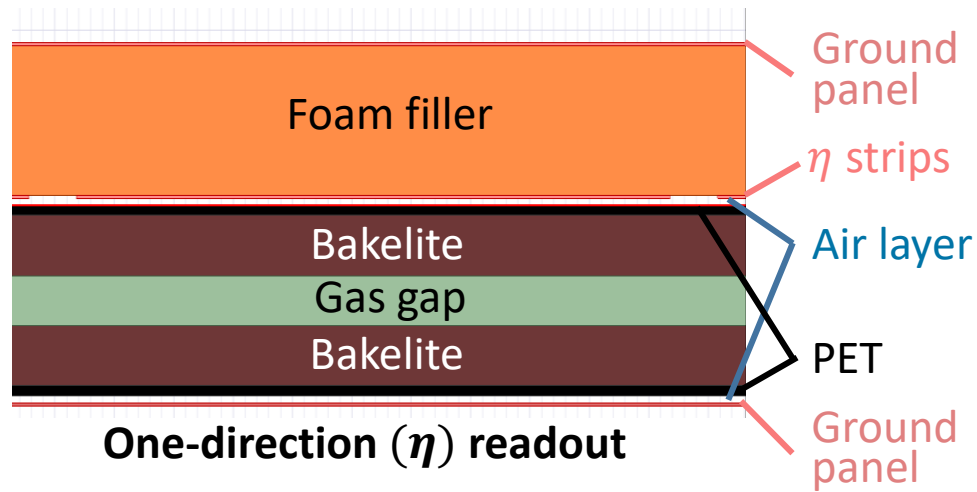 Ground
panel
Foam filler
η strips
Air layer
Bakelite
Gas gap
Bakelite
PET
Ground
panel
One-direction (η) readout